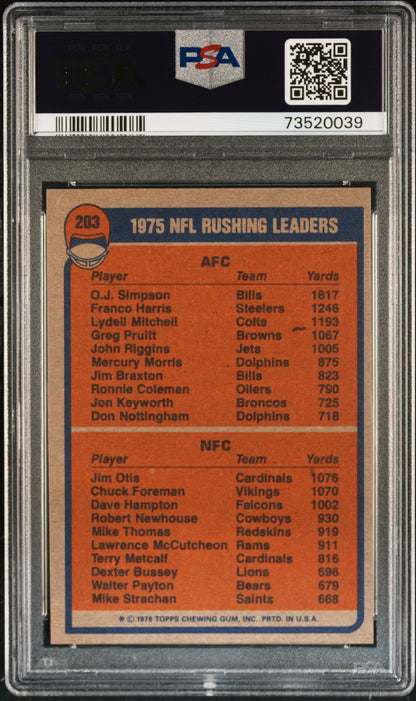 PSA
PSA
73520039
203
1975 NFL RUSHING LEADERS
AFC
Player Team Yards
O.J. Simpson Bills 1817
Franco Harris Steelers 1246
Lydell Mitchell Colts 1193
Greg Pruitt Browns 1067
John Riggins Jets 1005
Mercury Morris Dolphins 875
Jim Braxton Bills 823
Ronnie Coleman Oilers 790
Jon Keyworth Broncos 725
Don Nottingham Dolphins 718
NFC
Player Team Yards
Jim Otis Cardinals 1076
Chuck Foreman Vikings 1070
Dave Hampton Falcons 1002
Robert Newhouse Cowboys 930
Mike Thomas Redskins 919
Lawrence McCutcheon Rams 911
Terry Metcalf Cardinals 816
Dexter Bussey Lions 696
Walter Payton Bears 679
Mike Strachan Saints 668
* © 1976 TOPPS CHEWING GUM, INC. PRTD. IN U.S.A.
PSA